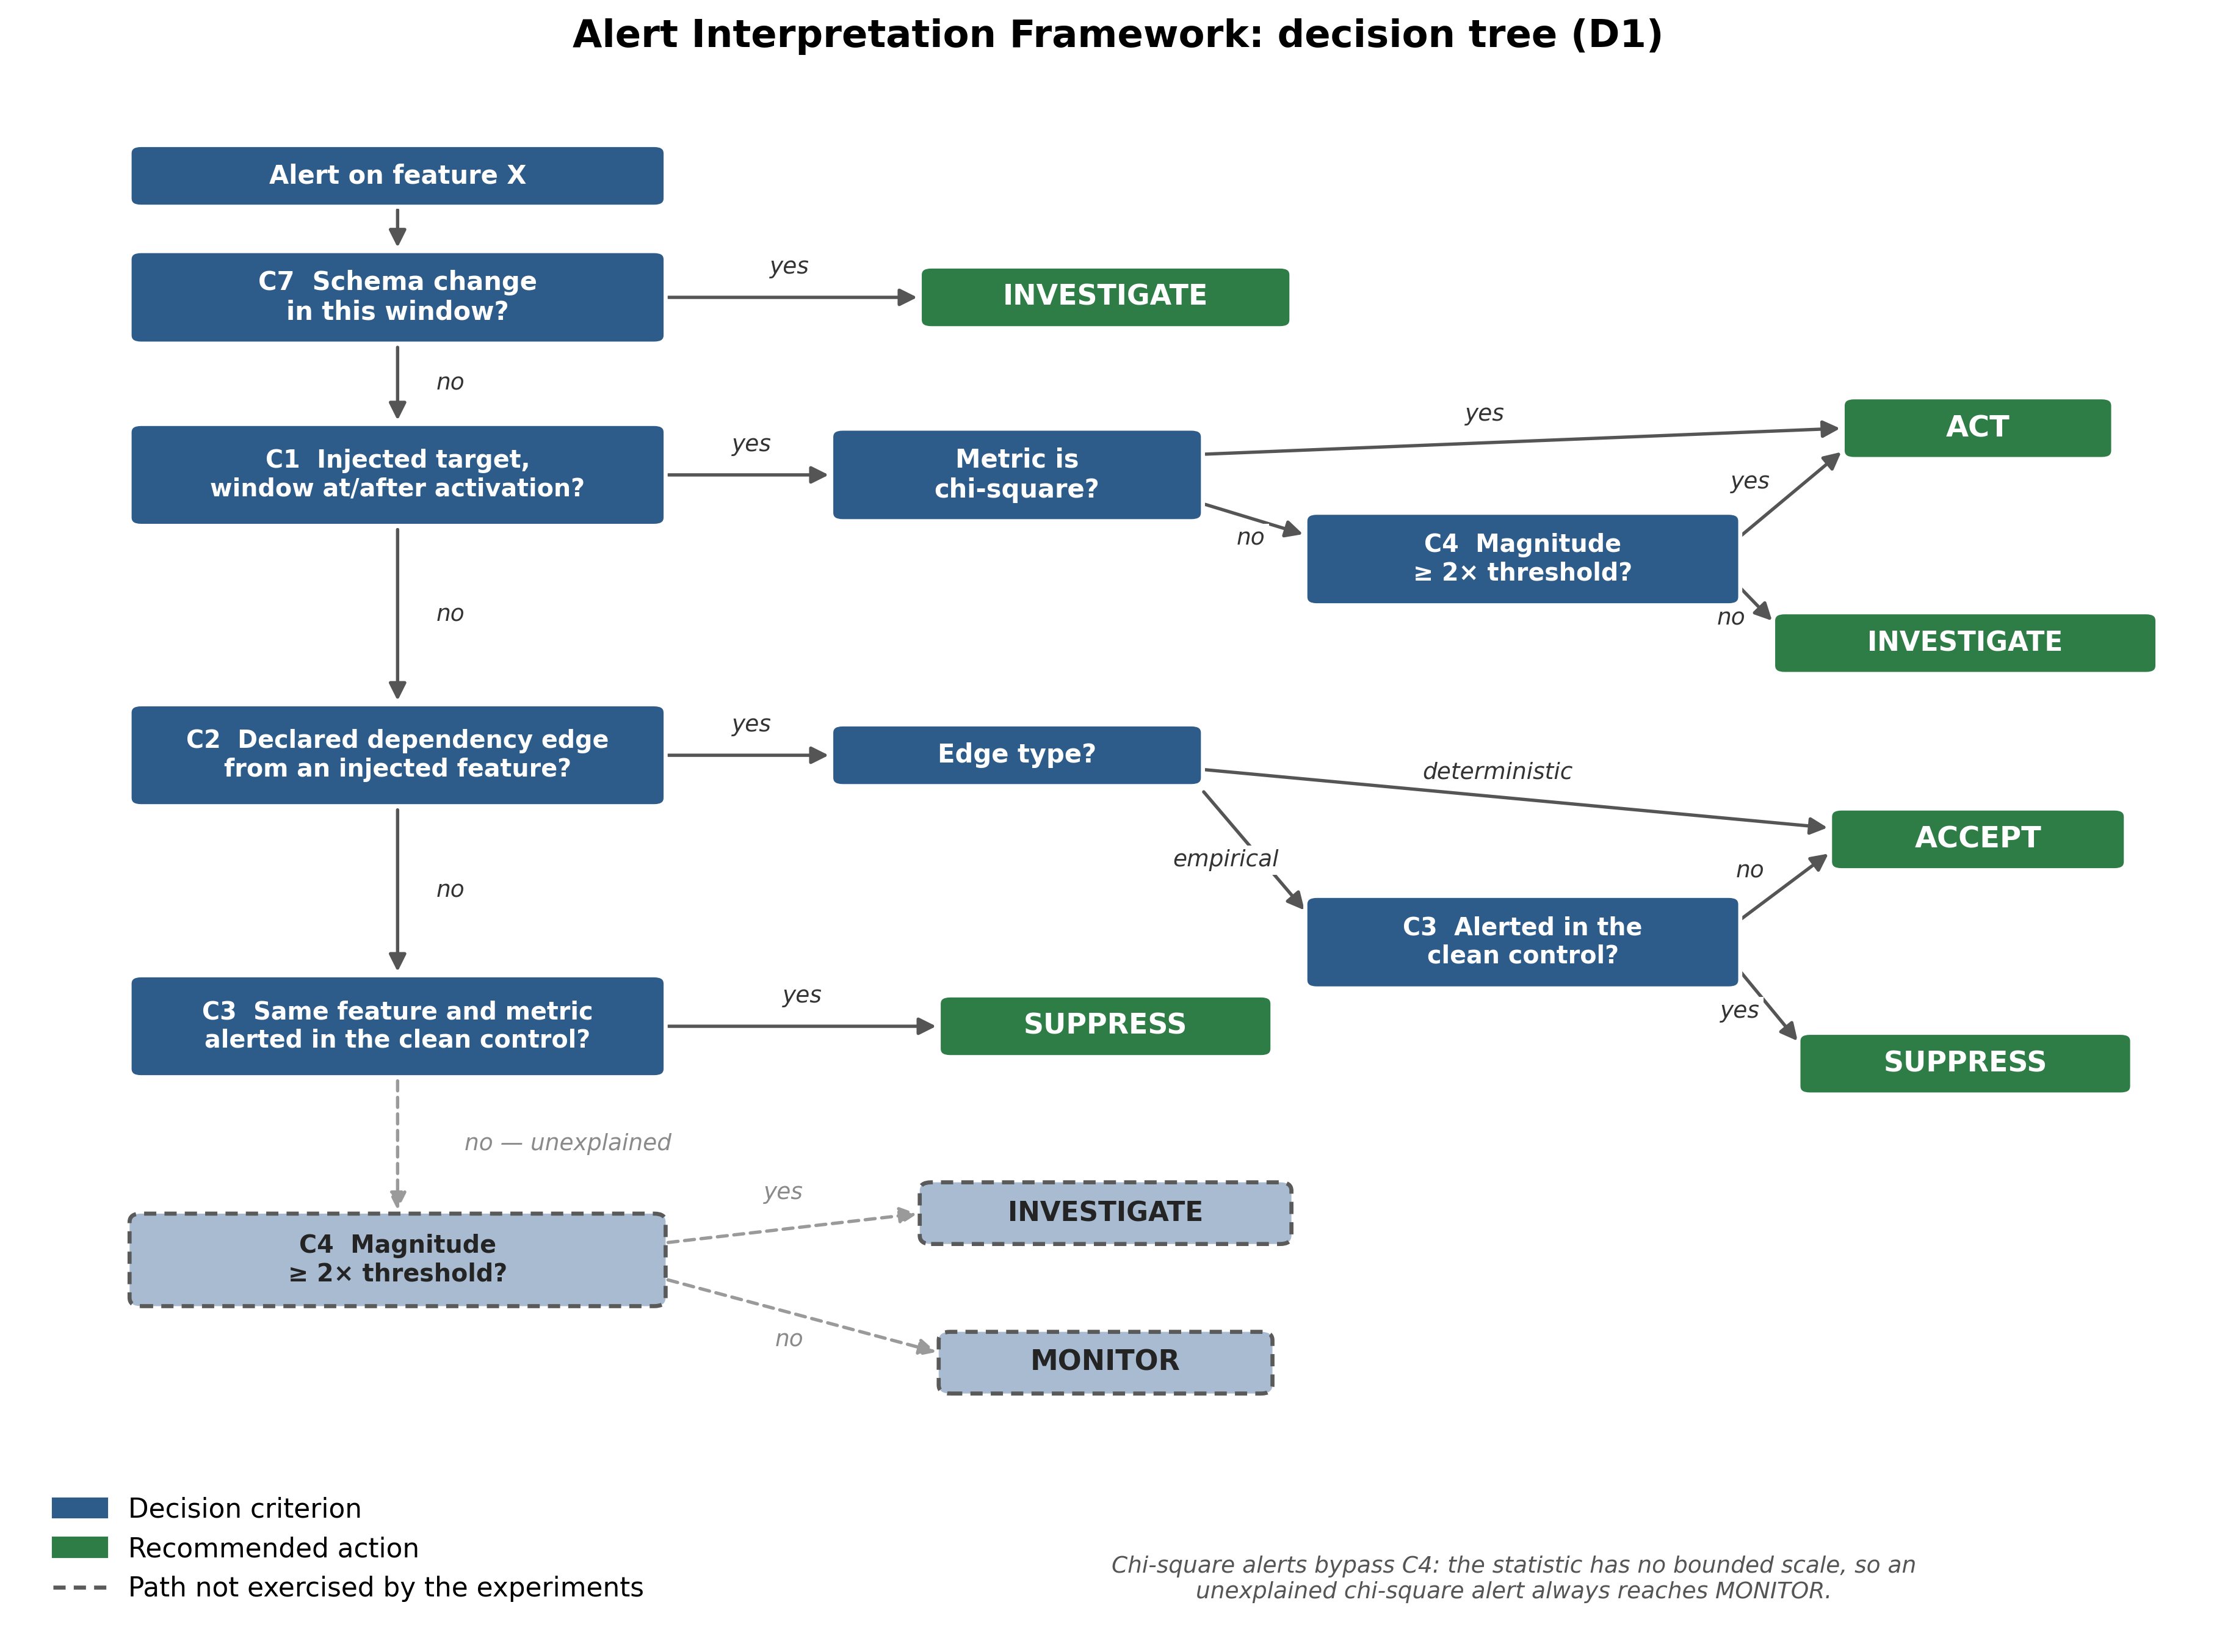 Alert Interpretation Framework: decision tree (D1)
Alert on feature X
C7  Schema change
in this window?
yes
INVESTIGATE
no
C1  Injected target,
window at/after activation?
yes
Metric is
chi-square?
yes
ACT
no
C4  Magnitude
≥ 2× threshold?
yes
no
INVESTIGATE
no
C2  Declared dependency edge
from an injected feature?
yes
Edge type?
deterministic
ACCEPT
empirical
C3  Alerted in the
clean control?
no
yes
SUPPRESS
no
C3  Same feature and metric
alerted in the clean control?
yes
SUPPRESS
no — unexplained
C4  Magnitude
≥ 2× threshold?
yes
INVESTIGATE
no
MONITOR
Decision criterion
Recommended action
Path not exercised by the experiments
Chi-square alerts bypass C4: the statistic has no bounded scale, so an
unexplained chi-square alert always reaches MONITOR.